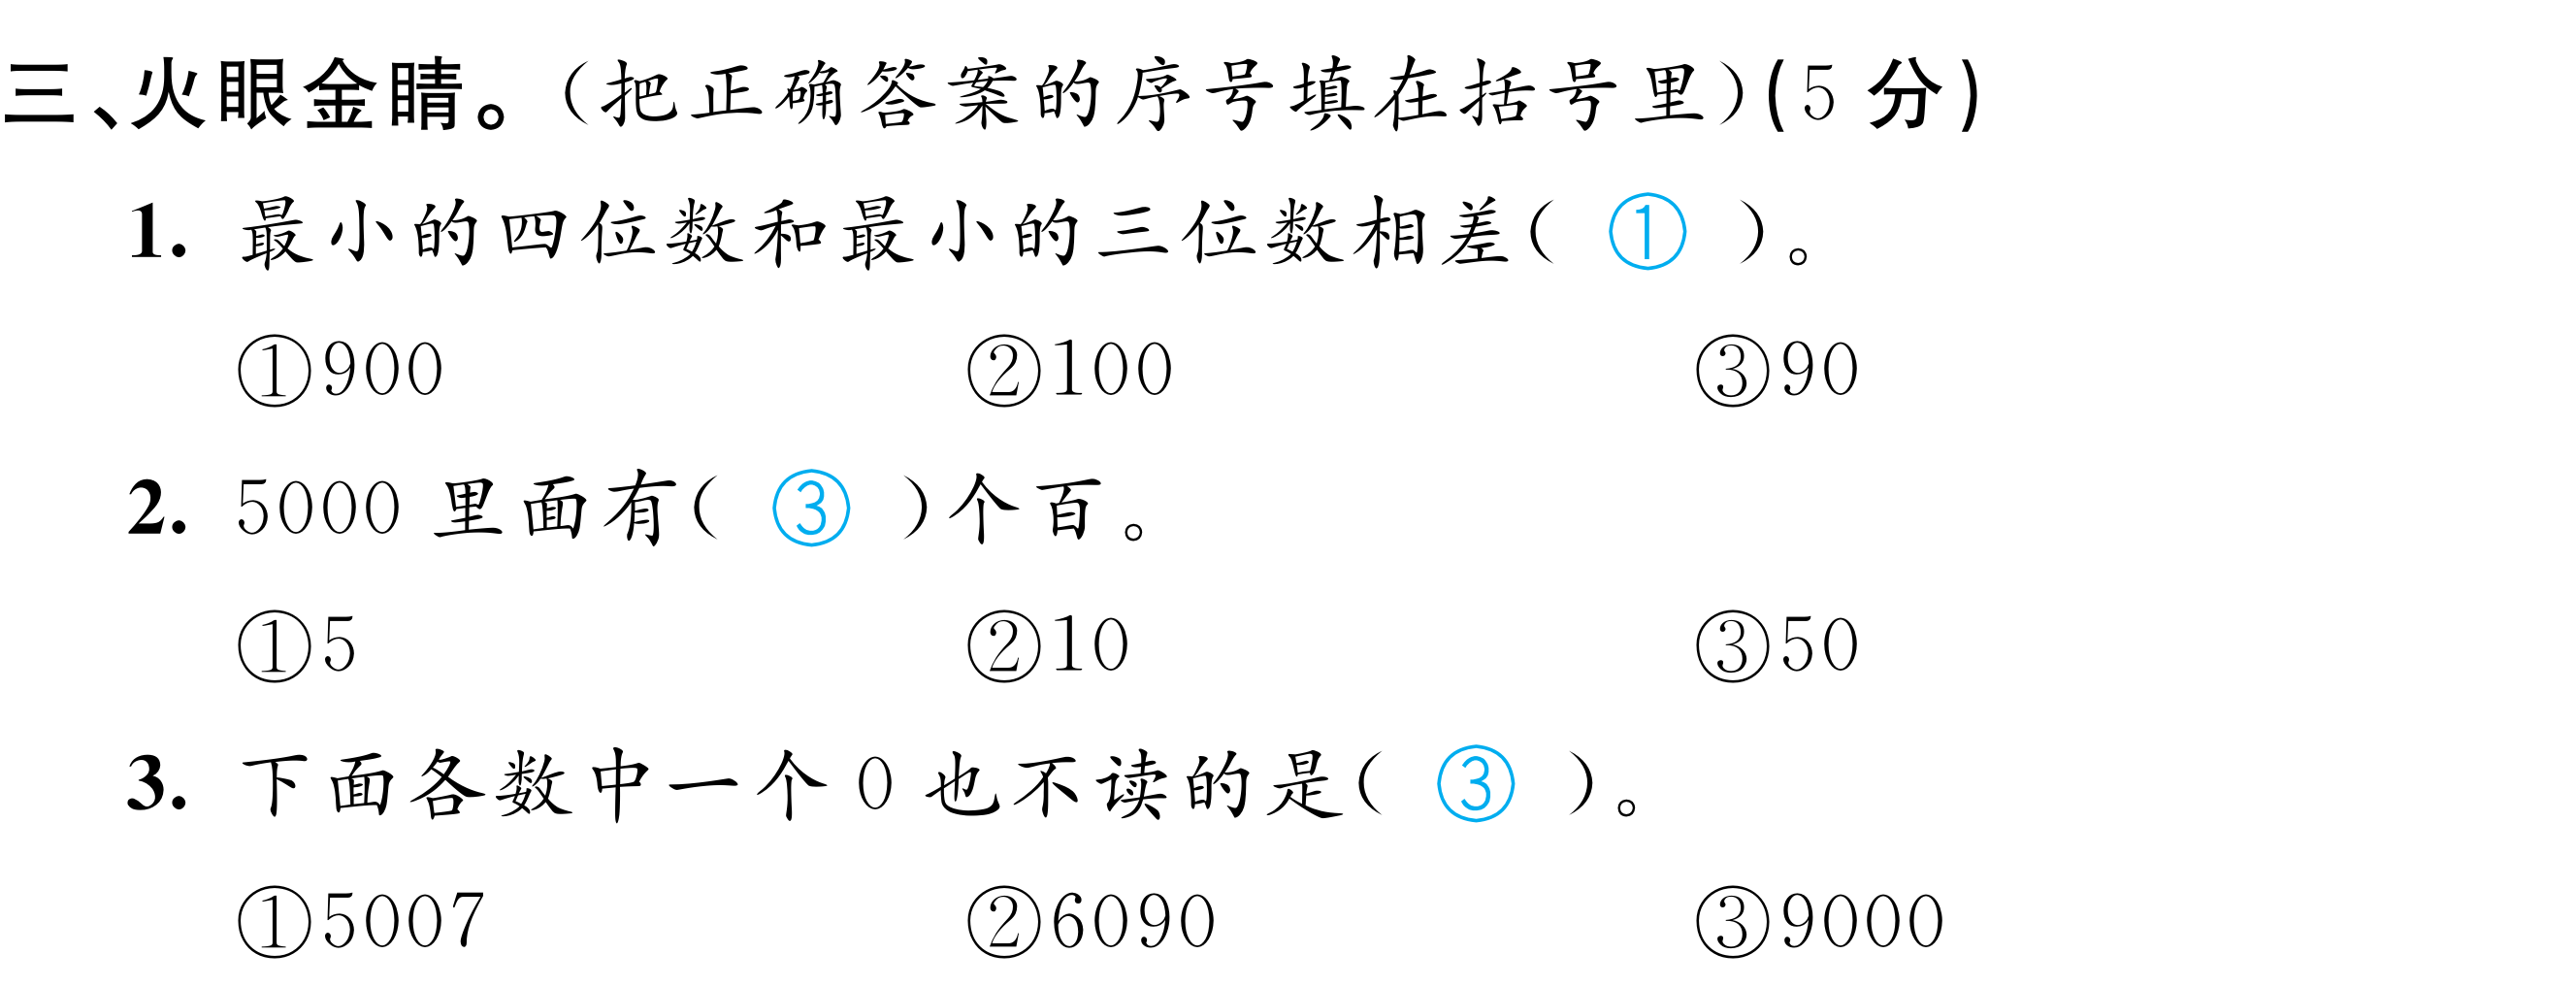 三、火眼金睛。(把正确答案的序号填在括号里)(5 分)
1. 最小的四位数和最小的三位数相差( ① )。
①900 ②100 ③90
2. 5000 里面有( ③ )个百。
①5 ②10 ③50
3. 下面各数中一个 0 也不读的是( ③ )。
①5007 ②6090 ③9000